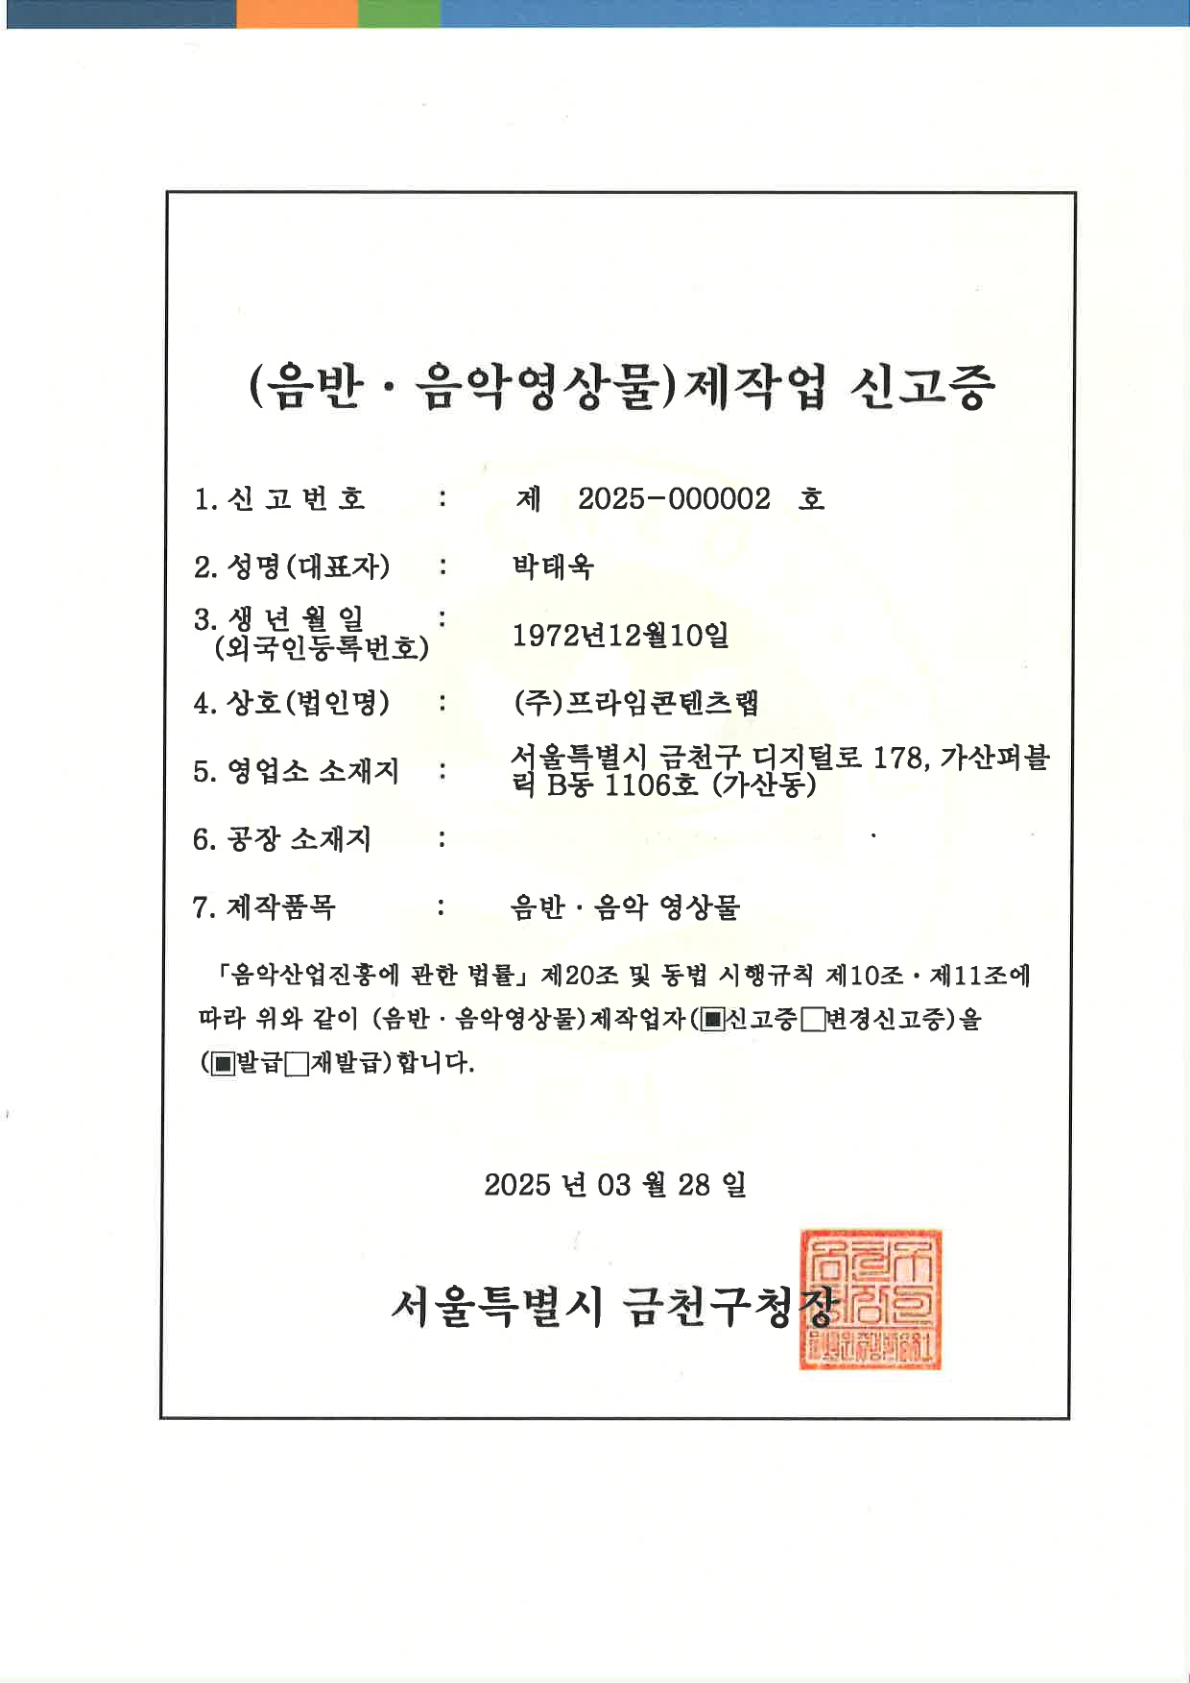 (음반 · 음악영상물)제작업 신고증
1. 신 고 번 호 : 제 2025-000002 호
2. 성명(대표자) : 박태욱
3. 생 년 월 일 :
(외국인등록번호)
1972년12월10일
4. 상호(법인명) : (주)프라임콘텐츠랩
5. 영업소 소재지 : 서울특별시 금천구 디지털로 178, 가산퍼블
릭 B동 1106호 (가산동)
6. 공장 소재지 :
7. 제작품목 : 음반 · 음악 영상물
「음악산업진흥에 관한 법률」 제20조 및 동법 시행규칙 제10조 · 제11조에
따라 위와 같이 (음반 · 음악영상물)제작업자(▣신고증□변경신고증)을
(▣발급□재발급)합니다.
2025 년 03 월 28 일
서울특별시 금천구청장